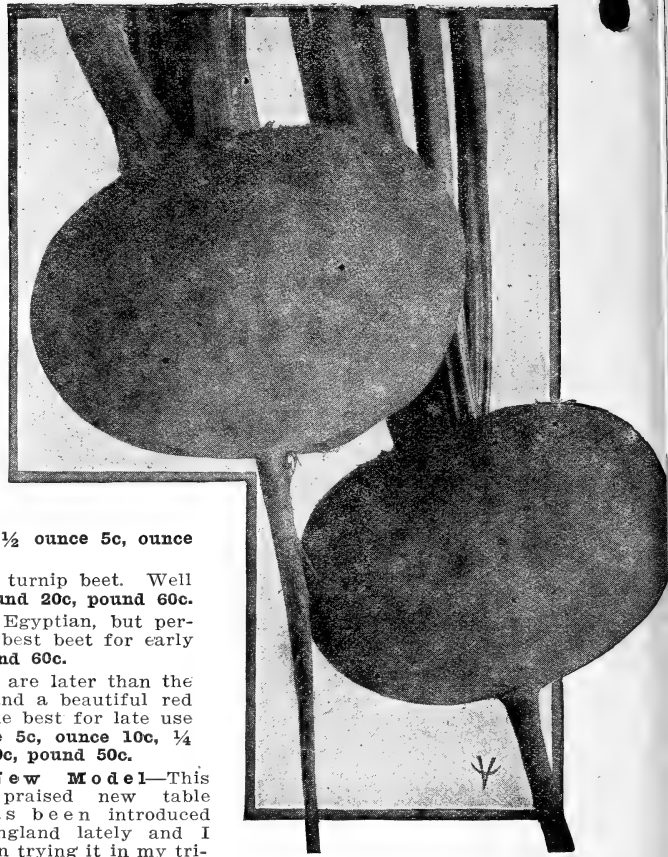 ½ ounce 5c, ounce
turnip beet. Well
und 20c, pound 60c.
Egyptian, but per-
best beet for early
nd 60c.
are later than the
nd a beautiful red
e best for late use
e 5c, ounce 10c, ¼
0c, pound 50c.
New Model—This
praised new table
s been introduced
ngland lately and I
n trying it in my tri-